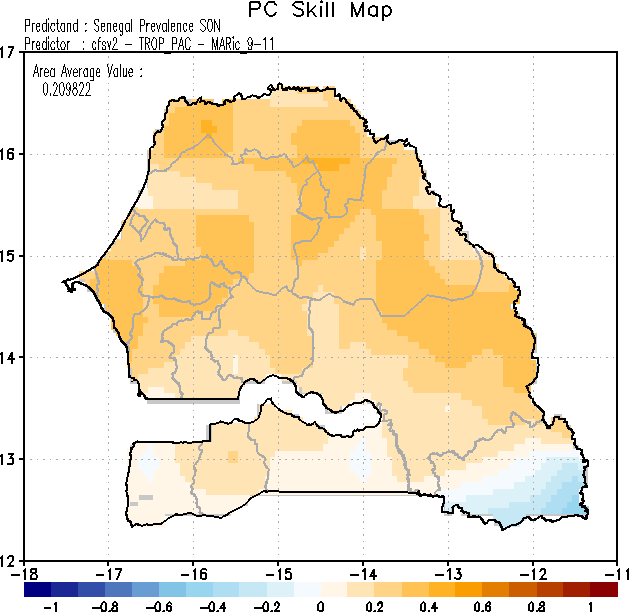 PC Skill Map
Predictand : Senegal Prevalence SON
Predictor : cfsv2 - TROP_PAC - MARic_9-11
Area Average Value :
0.209822
17
16
15
14
13
12
-18 -17 -16 -15 -14 -13 -12 -11
-1 -0.8 -0.6 -0.4 -0.2 0 0.2 0.4 0.6 0.8 1